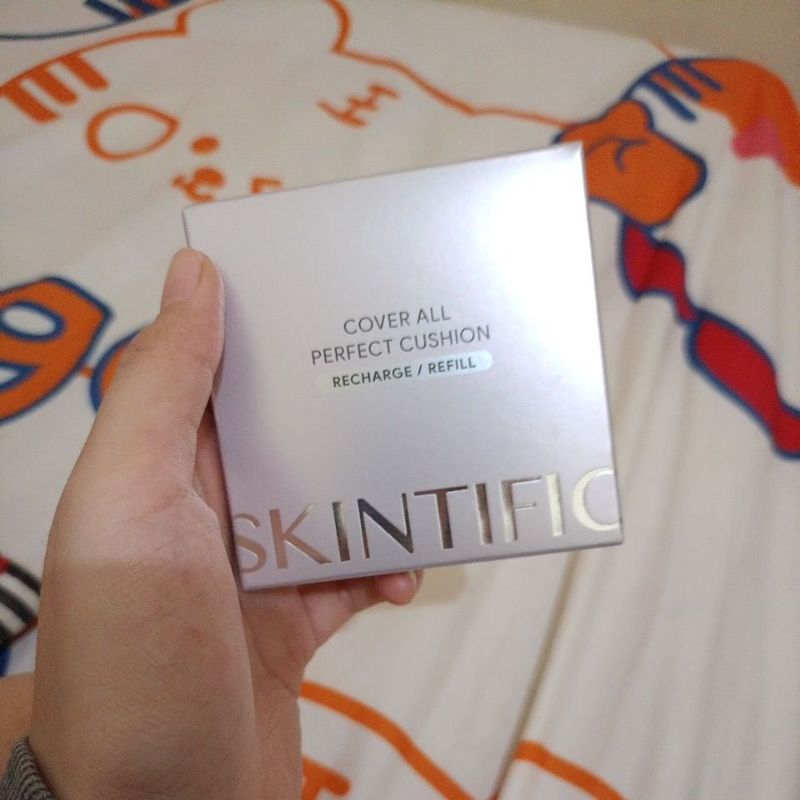 COVER ALL
PERFECT CUSHION
RECHARGE / REFILL
SKINTIFIC